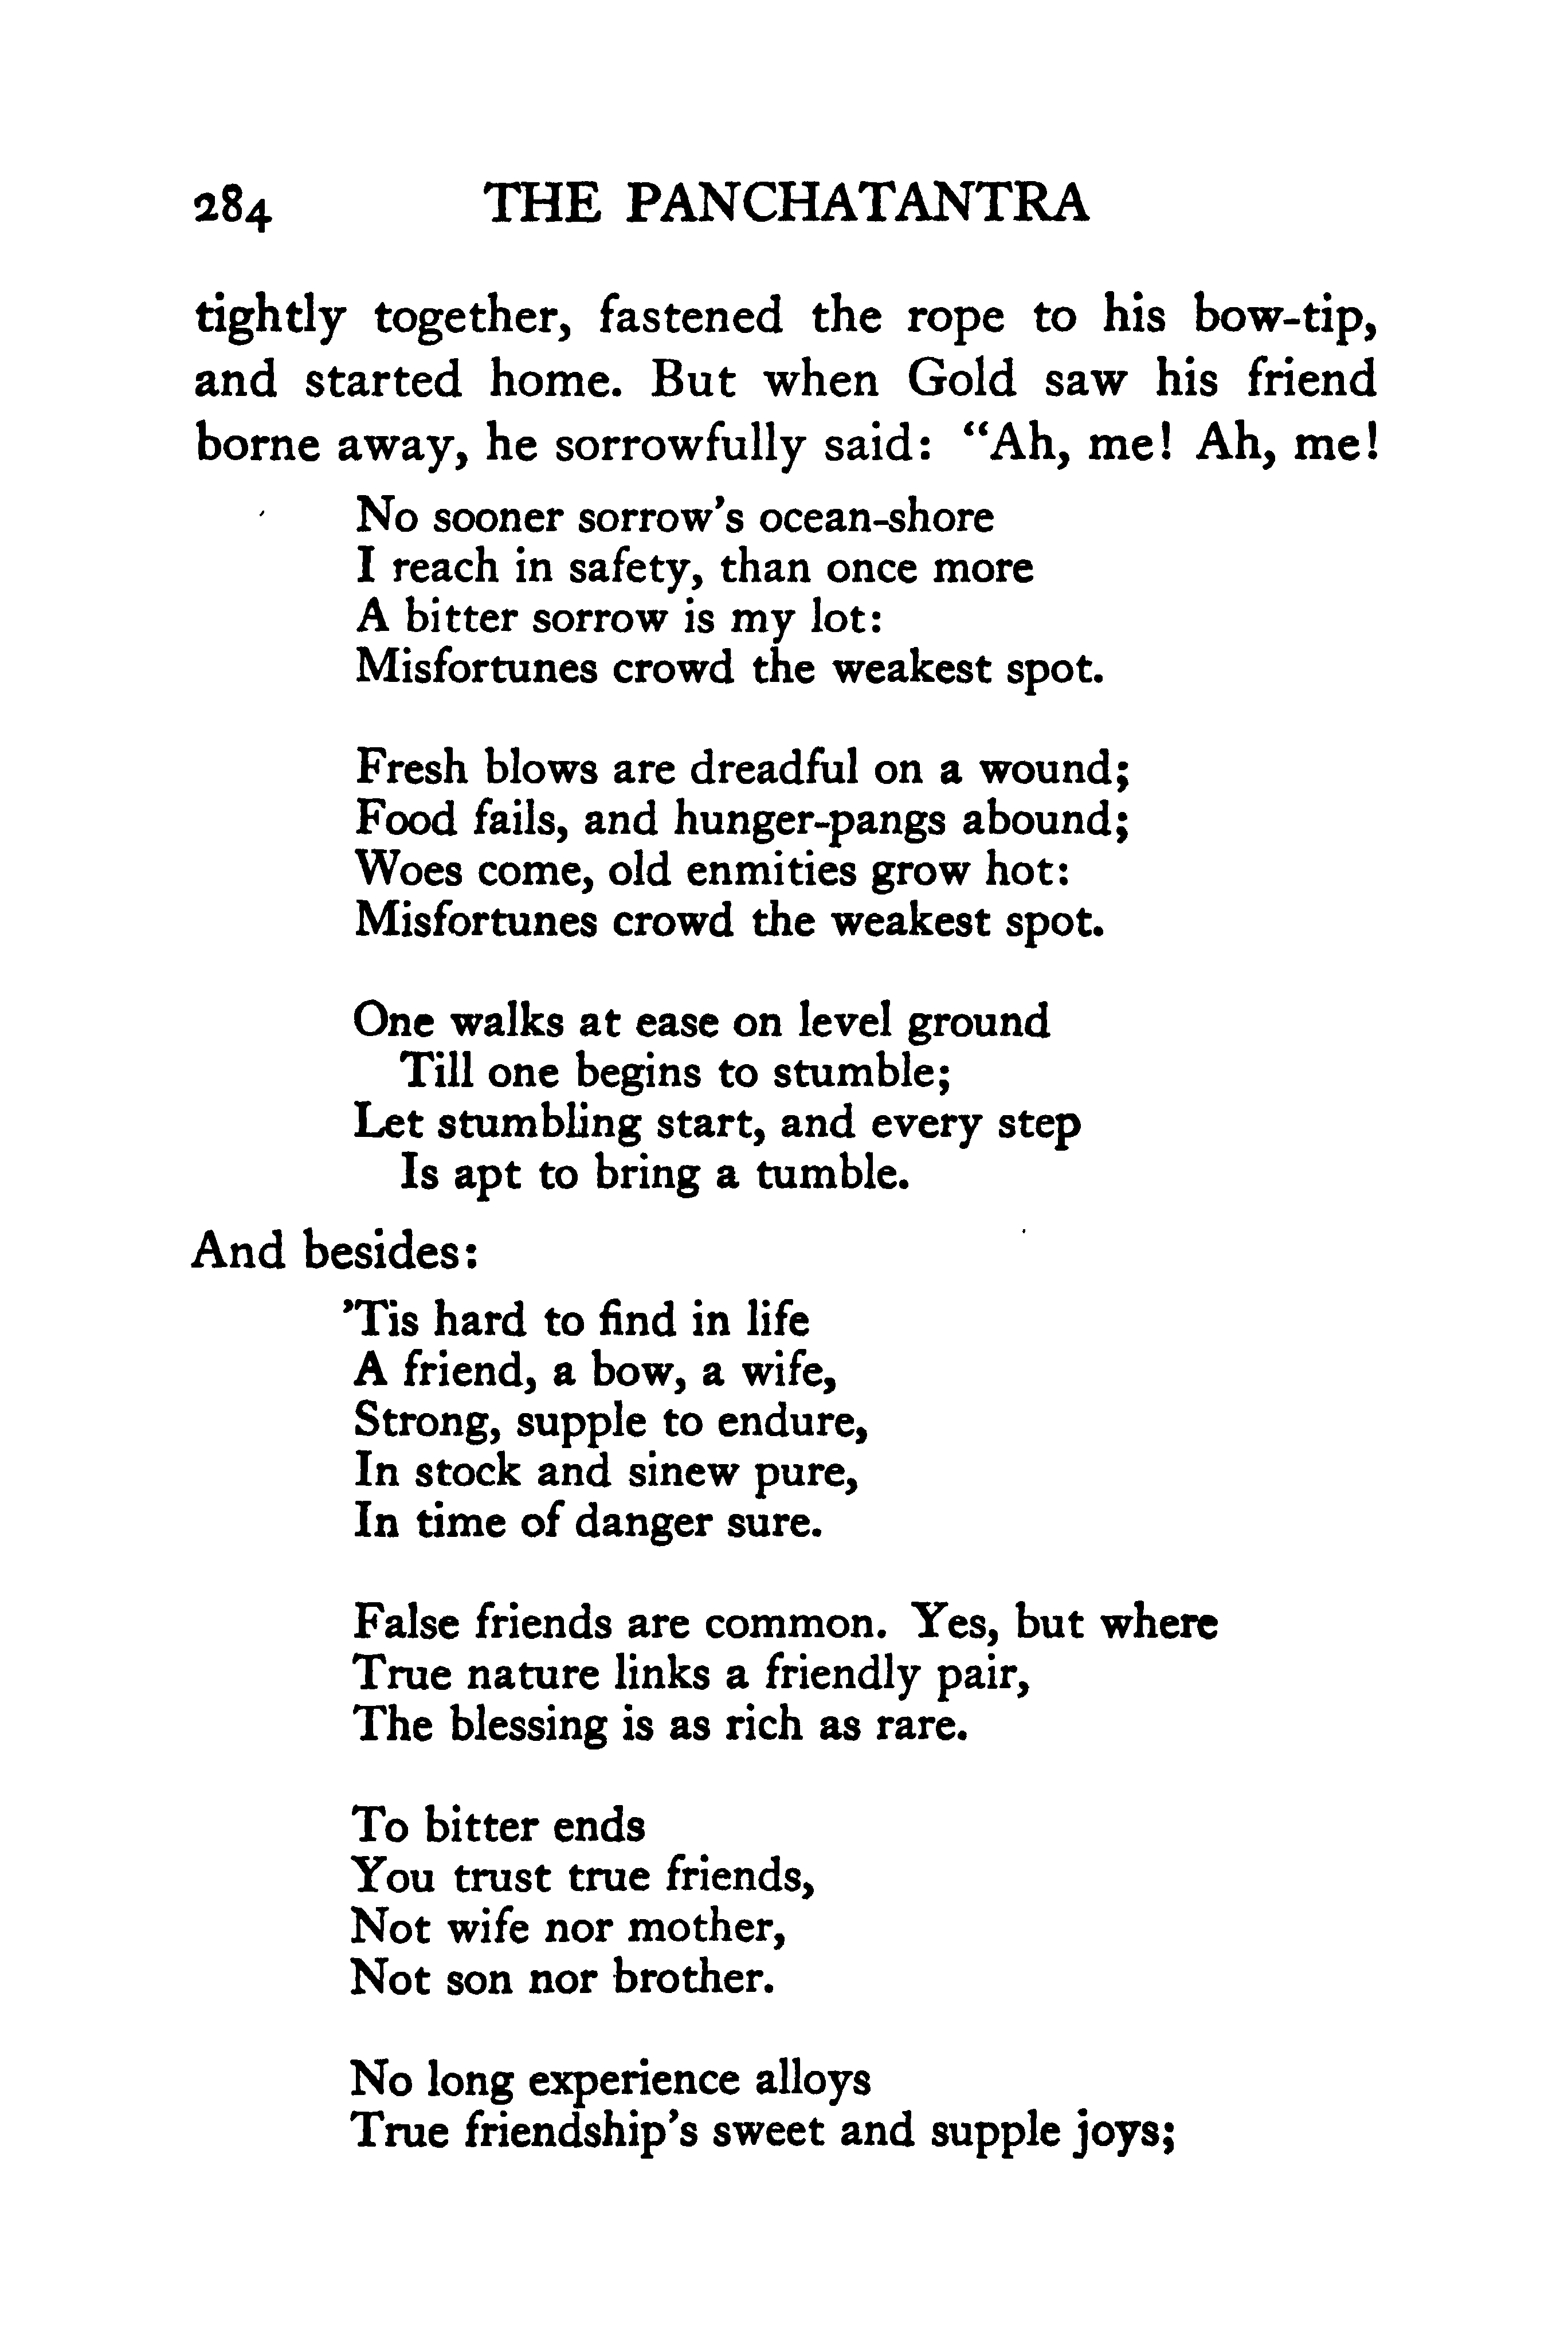 284 THE PANCHATANTRA
tightly together, fastened the rope to his bow-tip,
and started home. But when Gold saw his friend
borne away, he sorrowfully said: "Ah, me! Ah, me!
No sooner sorrow's ocean-shore
I reach in safety, than once more
A bitter sorrow is my lot:
Misfortunes crowd the weakest spot.
Fresh blows are dreadful on a wound;
Food fails, and hunger-pangs abound;
Woes come, old enmities grow hot:
Misfortunes crowd the weakest spot.
One walks at ease on level ground
Till one begins to stumble;
Let stumbling start, and every step
Is apt to bring a tumble.
And besides:
'Tis hard to find in life
A friend, a bow, a wife,
Strong, supple to endure,
In stock and sinew pure,
In time of danger sure.
False friends are common. Yes, but where
True nature links a friendly pair,
The blessing is as rich as rare.
To bitter ends
You trust true friends,
Not wife nor mother,
Not son nor brother.
No long experience alloys
True friendship's sweet and supple joys;